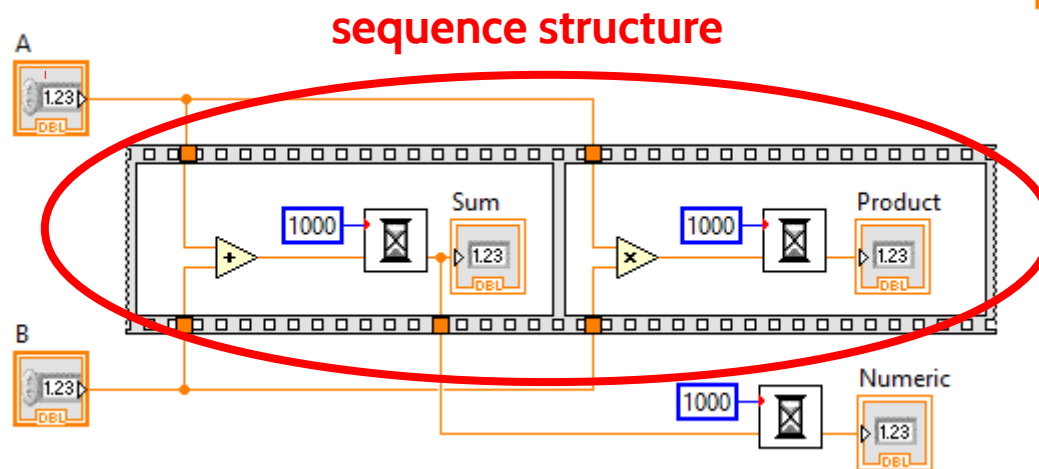 sequence structure
A
1.23
DBL
1000
Sum
1.23
DBL
+
1000
Product
1.23
DBL
x
B
1.23
DBL
1000
Numeric
1.23
DBL